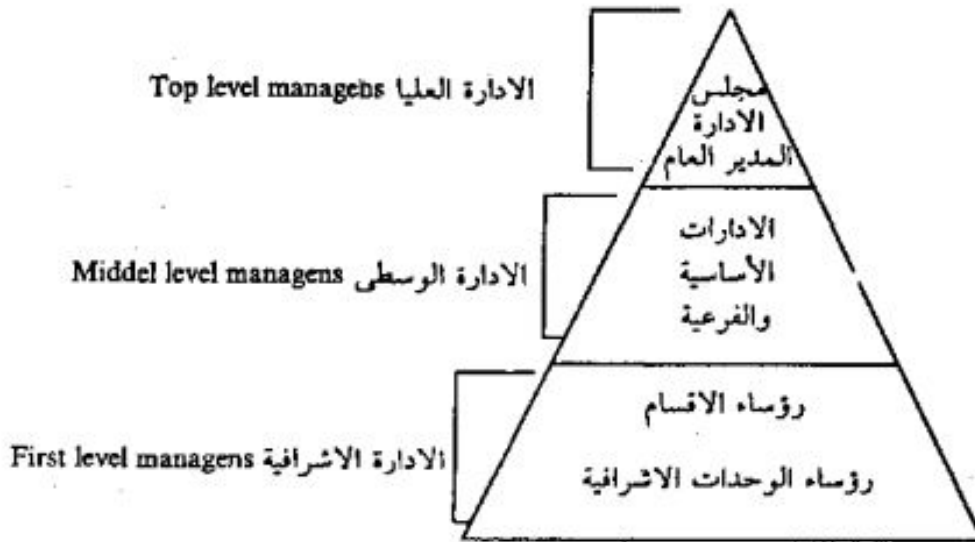 الادارة العليا Top level managens
مجلس
الادارة
المدير العام
الادارة الوسطى Middel level managens
الادارات
الأساسية
والفرعية
الادارة الاشرافية First level managens
رؤساء الاقسام
رؤساء الوحدات الاشرافية